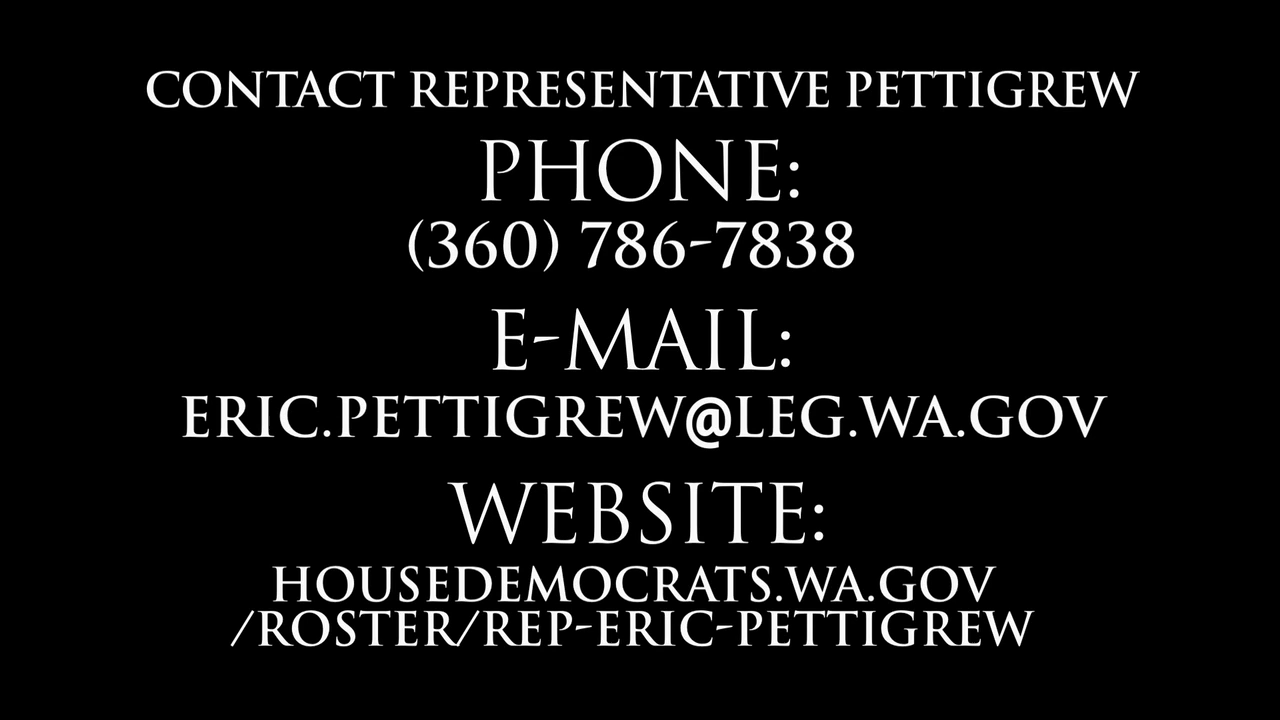 CONTACT REPRESENTATIVE PETTIGREW
PHONE:
(360) 786-7838
E-MAIL:
ERIC.PETTIGREW@LEG.WA.GOV
WEBSITE:
HOUSEDEMOCRATS.WA.GOV
/ROSTER/REP-ERIC-PETTIGREW